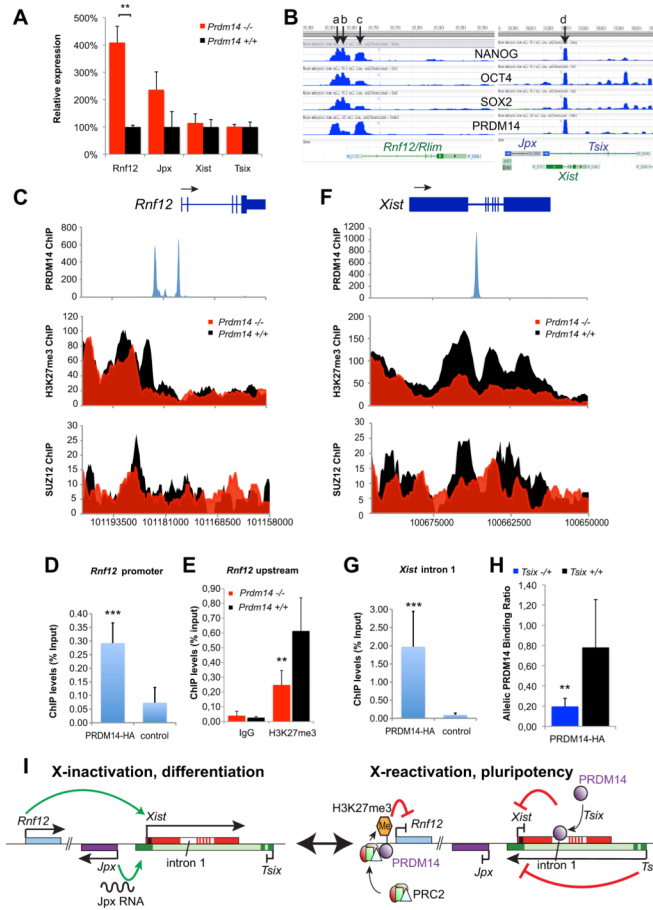 A
Prdm14 -/-
Prdm14 +/+
**
Relative expression
500%
400%
300%
200%
100%
Rnf12
Jpx
Xist
Tsix
B
a b c
d
NANOG
OCT4
SOX2
PRDM14
Rnf12/Rlim
Jpx
Tsix
Xist
C
Rnf12
PRDM14 ChIP
800
600
400
200
0
H3K27me3 ChIP
Prdm14 -/-
Prdm14 +/+
120
100
80
60
40
20
0
SUZ12 ChIP
30
25
20
15
10
5
0
101193500
101181000
101168500
101158000
F
Xist
PRDM14 ChIP
1200
1000
800
600
400
200
0
H3K27me3 ChIP
Prdm14 -/-
Prdm14 +/+
200
150
100
50
0
SUZ12 ChIP
30
25
20
15
10
5
0
100675000
100662500
100650000
D
Rnf12 promoter
ChIP levels (% Input)
0.40
0.35
0.30
0.25
0.20
0.15
0.10
0.05
0.00
***
PRDM14-HA
control
E
Rnf12 upstream
Prdm14 -/-
Prdm14 +/+
ChIP levels (% input)
0,90
0,80
0,70
0,60
0,50
0,40
0,30
0,20
0,10
0,00
**
IgG
H3K27me3
G
Xist intron 1
ChIP levels (% input)
3.00
2.50
2.00
1.50
1.00
0.50
0.00
***
PRDM14-HA
control
H
Tsix -/+
Tsix +/+
Allelic PRDM14 Binding Ratio
1,40
1,20
1,00
0,80
0,60
0,40
0,20
0,00
**
PRDM14-HA
I
X-inactivation, differentiation
Rnf12
Xist
Jpx
intron 1
Tsix
Jpx RNA
X-reactivation, pluripotency
PRDM14
H3K27me3
Me
Rnf12
Xist
Tsix
PRDM14
Jpx
intron 1
Ts
PRC2